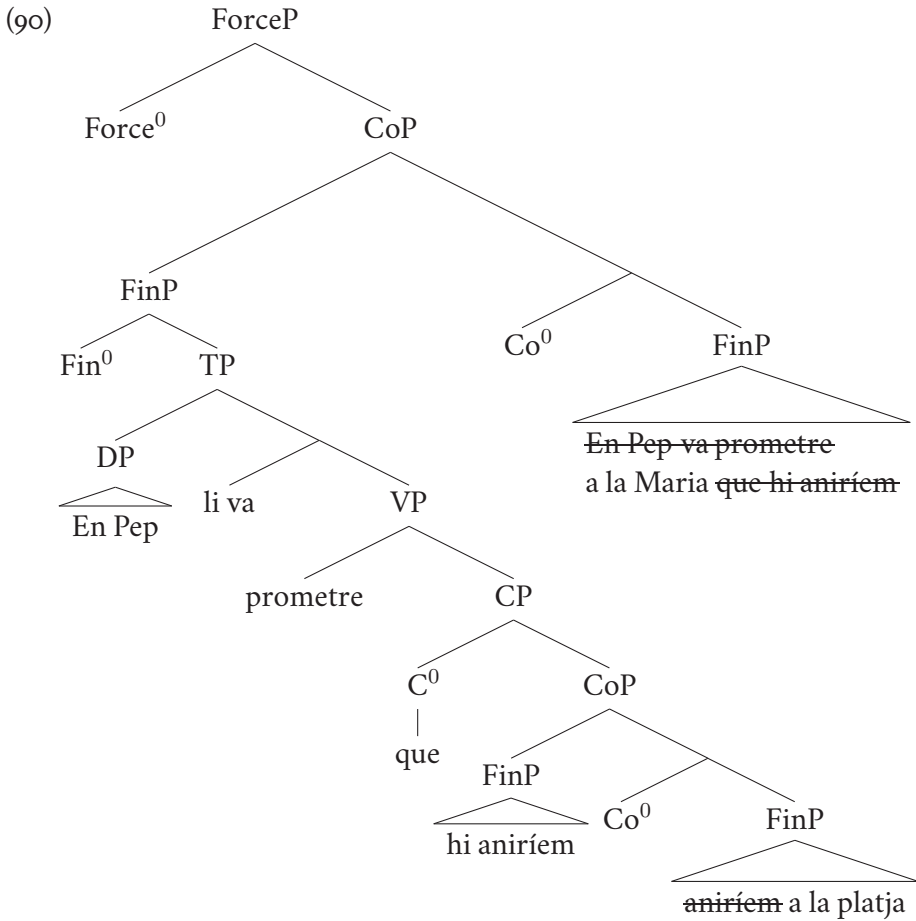 (90)
ForceP
Force⁰ CoP
FinP
Co⁰ FinP
Fin⁰ TP
En Pep va prometre
DP
a la Maria que hi aniríem
li va VP
En Pep
prometre CP
C⁰ CoP
que
FinP
Co⁰ FinP
hi aniríem
aniríem a la platja